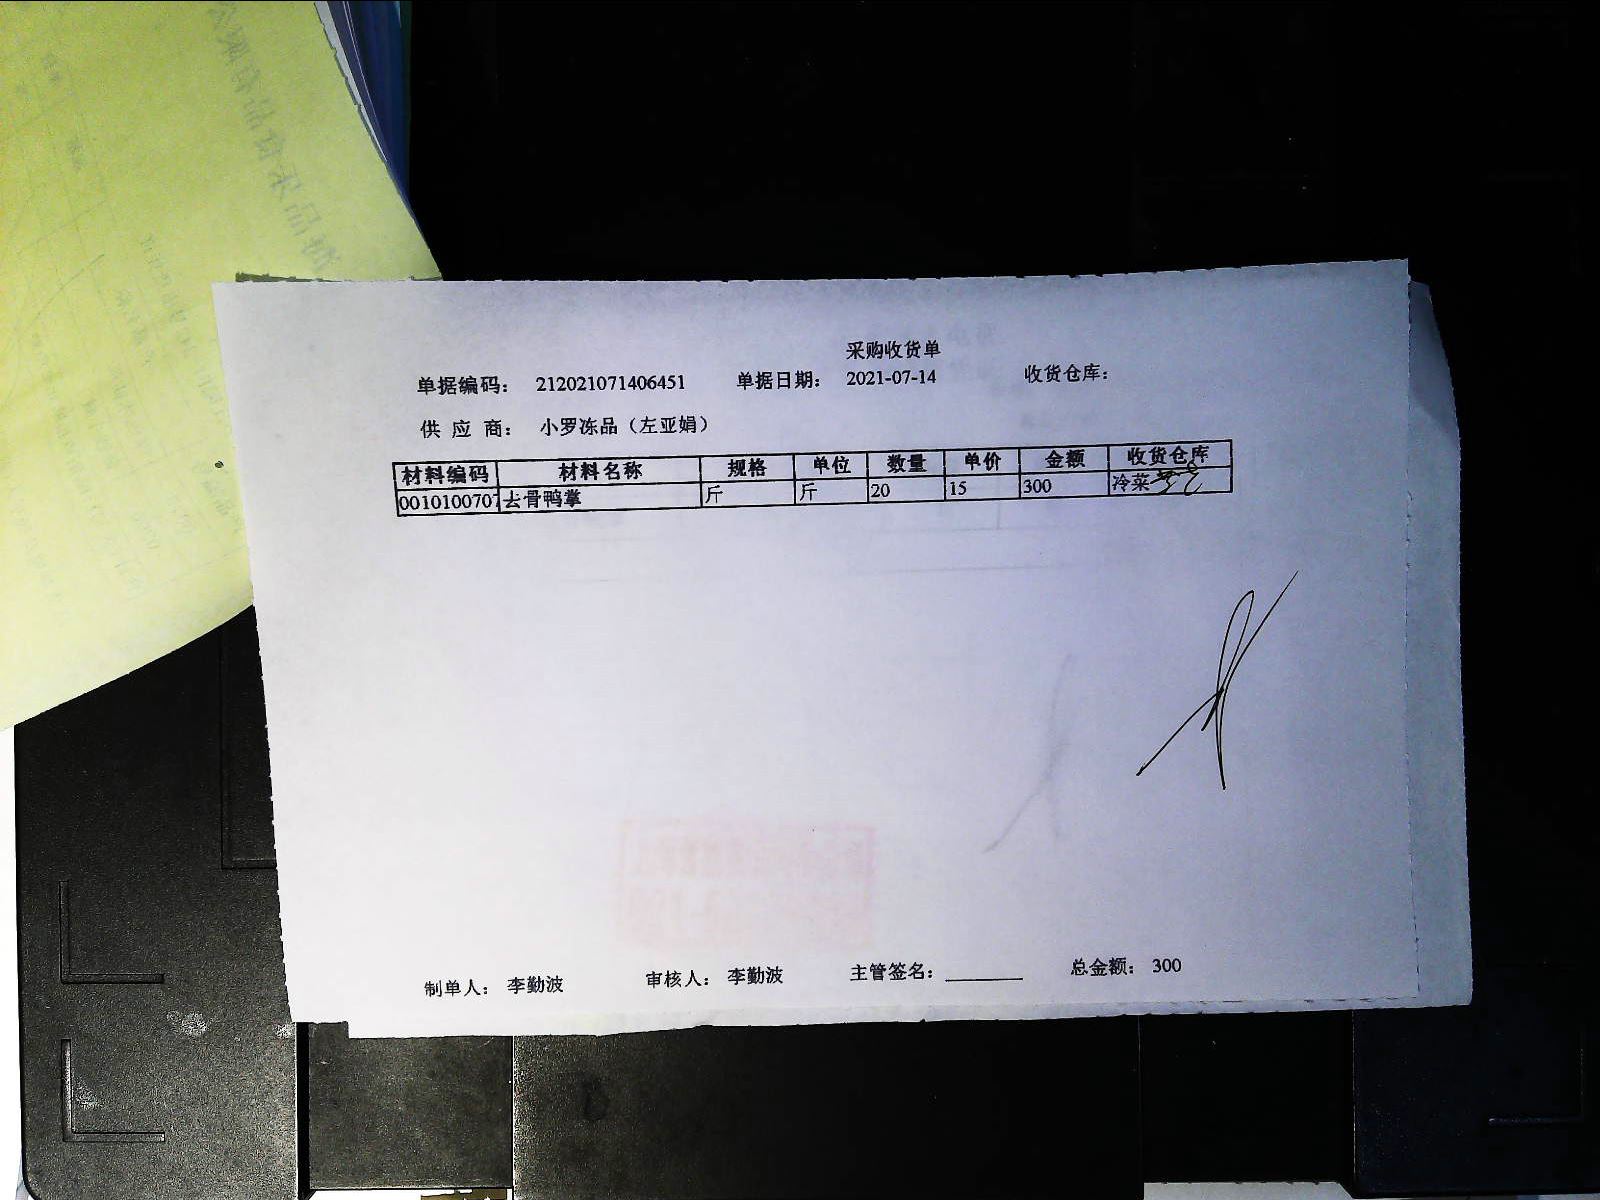 采购收货单
单据编码： 212021071406451 单据日期： 2021-07-14 收货仓库：
供 应 商： 小罗冻品（左亚娟）
材料编码 材料名称 规格 单位 数量 单价 金额 收货仓库
0010100707 去骨鸭掌 斤 斤 20 15 300 冷菜
制单人： 李勤波 审核人： 李勤波 主管签名： 总金额： 300